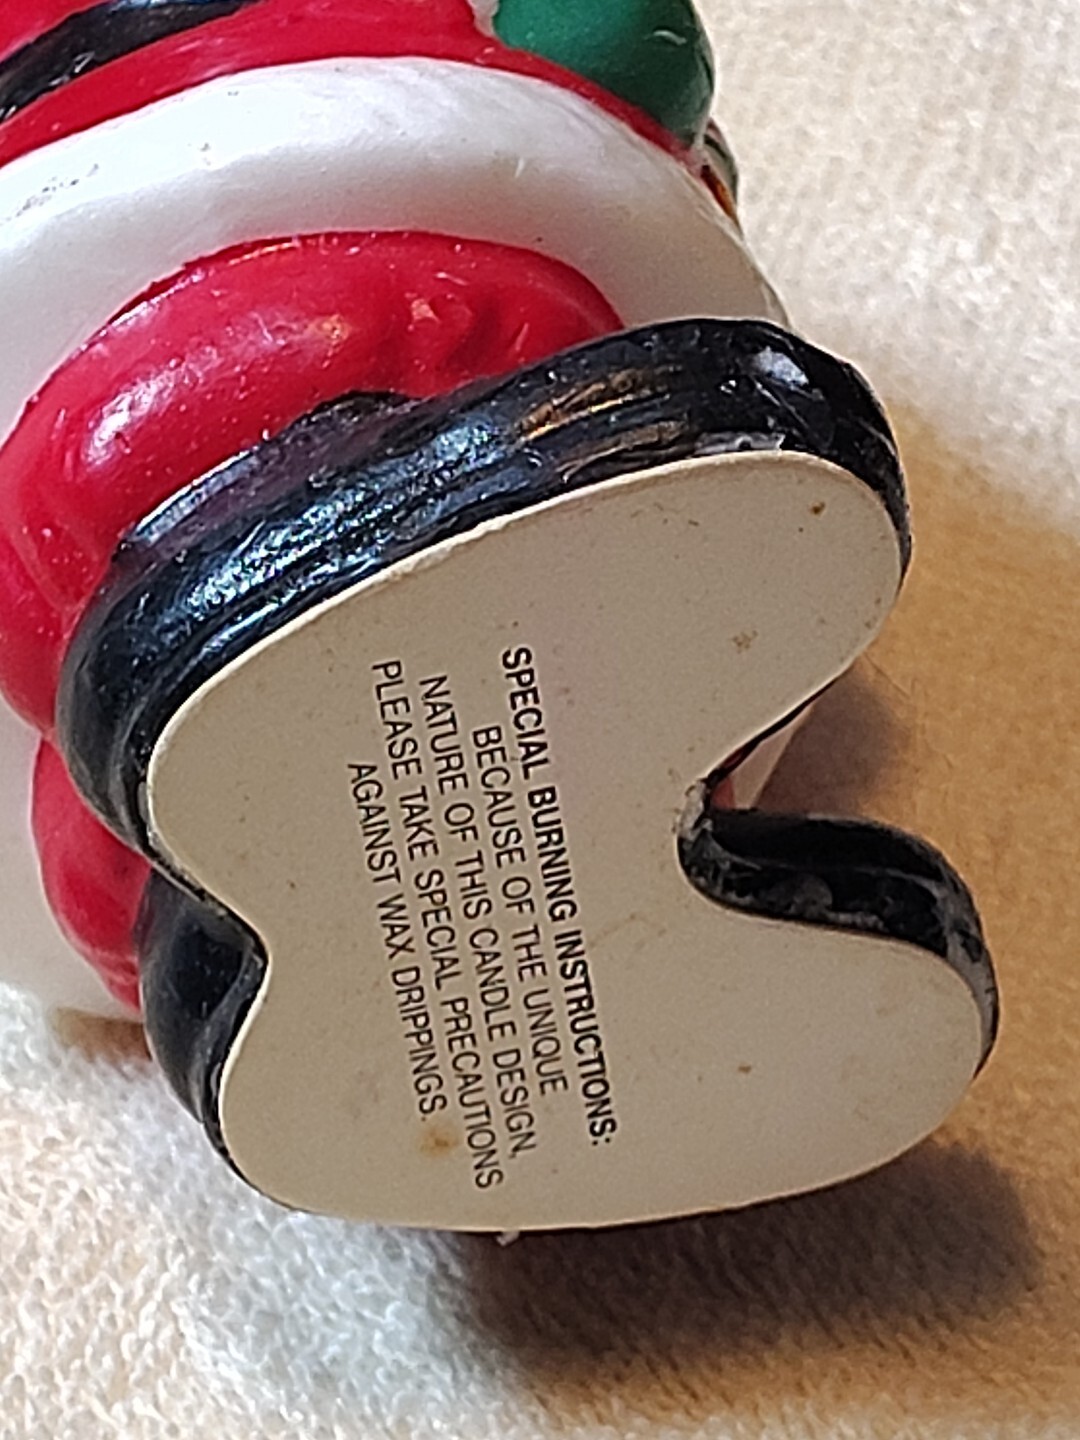 SPECIAL BURNING INSTRUCTIONS:
BECAUSE OF THE UNIQUE
NATURE OF THIS CANDLE DESIGN,
PLEASE TAKE SPECIAL PRECAUTIONS
AGAINST WAX DRIPPINGS.